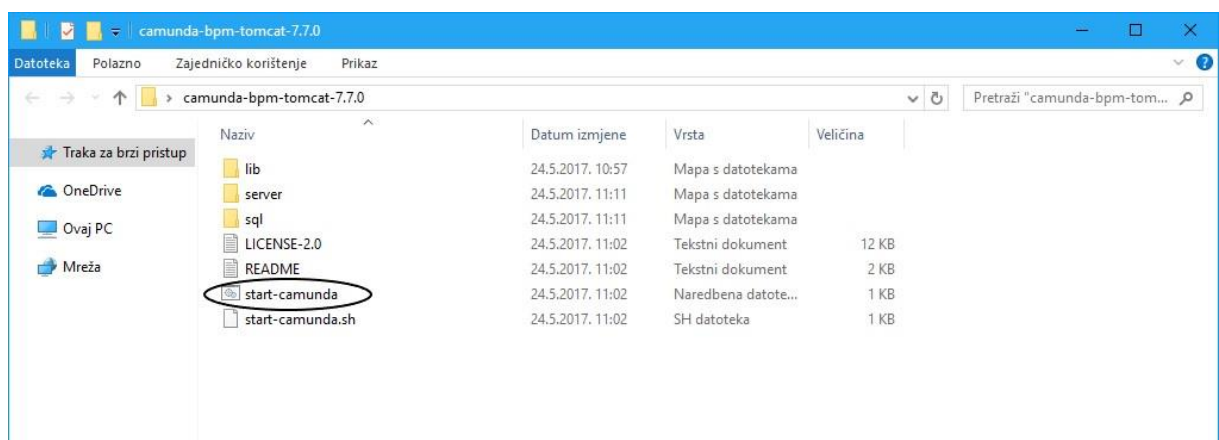 camunda-bpm-tomcat-7.7.0
Datoteka Polazno Zajedničko korištenje Prikaz
camunda-bpm-tomcat-7.7.0 Pretraži "camunda-bpm-tom...
Naziv Datum izmjene Vrsta Veličina
Traka za brzi pristup
OneDrive
Ovaj PC
Mreža
lib 24.5.2017. 10:57 Mapa s datotekama
server 24.5.2017. 11:11 Mapa s datotekama
sql 24.5.2017. 11:11 Mapa s datotekama
LICENSE-2.0 24.5.2017. 11:02 Tekstni dokument 12 KB
README 24.5.2017. 11:02 Tekstni dokument 2 KB
start-camunda 24.5.2017. 11:02 Naredbena datote... 1 KB
start-camunda.sh 24.5.2017. 11:02 SH datoteka 1 KB